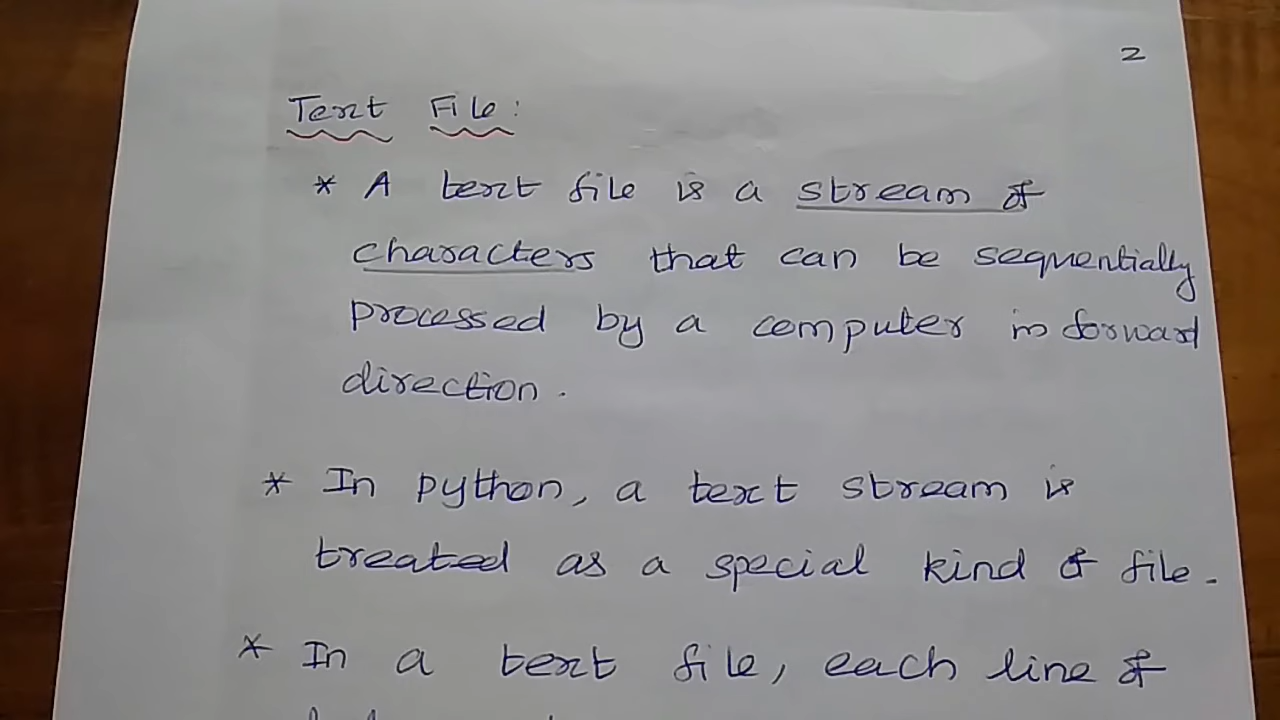 2
Text File:
* A text file is a stream of
characters that can be sequentially
processed by a computer in forward
direction.
* In python, a text stream is
treated as a special kind of file.
* In a text file, each line of